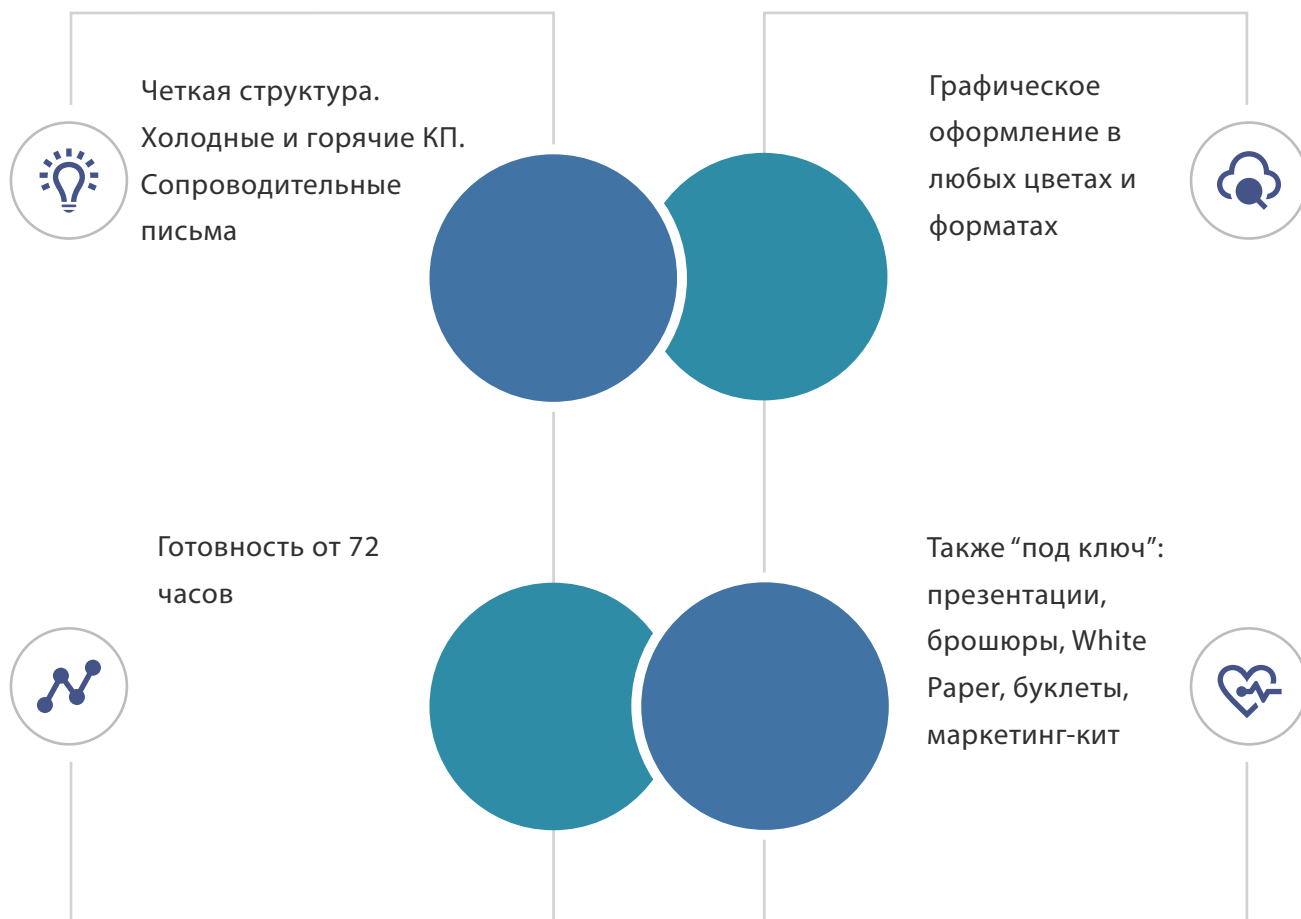 Четкая структура.
Холодные и горячие КП.
Сопроводительные
письма
Графическое
оформление в
любых цветах и
форматах
Готовность от 72
часов
Также “под ключ”:
презентации,
брошюры, White
Paper, буклеты,
маркетинг-кит